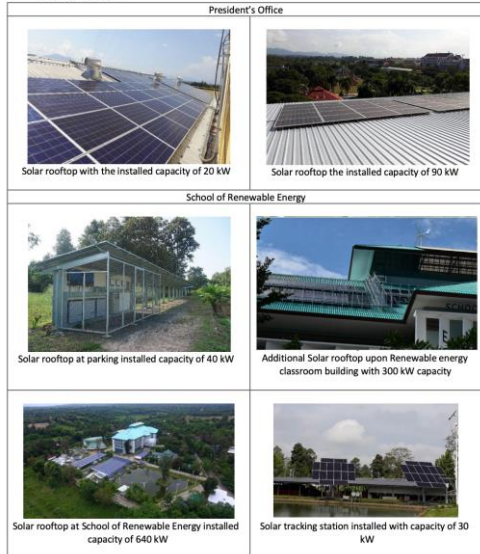 President's Office
Solar rooftop with the installed capacity of 20 kW
Solar rooftop the installed capacity of 90 kW
School of Renewable Energy
Solar rooftop at parking installed capacity of 40 kW
Additional Solar rooftop upon Renewable energy
classroom building with 300 kW capacity
Solar rooftop at School of Renewable Energy installed
capacity of 640 kW
Solar tracking station installed with capacity of 30
kW